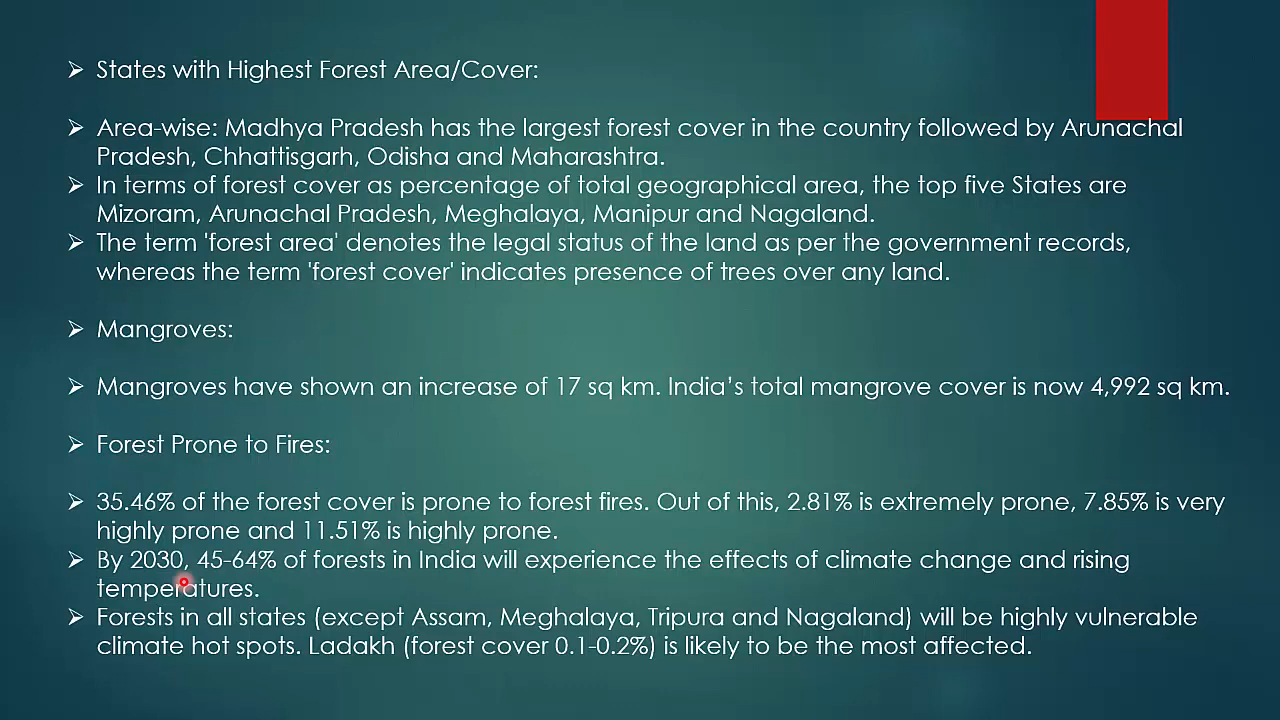 ➢ States with Highest Forest Area/Cover:
➢ Area-wise: Madhya Pradesh has the largest forest cover in the country followed by Arunachal
Pradesh, Chhattisgarh, Odisha and Maharashtra.
➢ In terms of forest cover as percentage of total geographical area, the top five States are
Mizoram, Arunachal Pradesh, Meghalaya, Manipur and Nagaland.
➢ The term 'forest area' denotes the legal status of the land as per the government records,
whereas the term 'forest cover' indicates presence of trees over any land.
➢ Mangroves:
➢ Mangroves have shown an increase of 17 sq km. India’s total mangrove cover is now 4,992 sq km.
➢ Forest Prone to Fires:
➢ 35.46% of the forest cover is prone to forest fires. Out of this, 2.81% is extremely prone, 7.85% is very
highly prone and 11.51% is highly prone.
➢ By 2030, 45-64% of forests in India will experience the effects of climate change and rising
temperatures.
➢ Forests in all states (except Assam, Meghalaya, Tripura and Nagaland) will be highly vulnerable
climate hot spots. Ladakh (forest cover 0.1-0.2%) is likely to be the most affected.